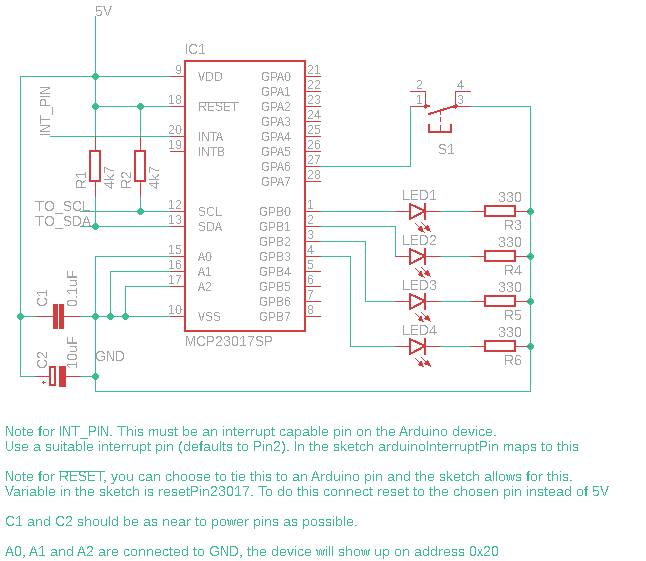 5V
IC1
9 VDD GPA0 21
GPA1 22
18 RESET GPA2 23
GPA3 24
20 INTA GPA4 25
19 INTB GPA5 26
GPA6 27
GPA7 28
12 SCL GPB0 1
13 SDA GPB1 2
GPB2 3
15 A0 GPB3 4
16 A1 GPB4 5
17 A2 GPB5 6
GPB6 7
10 VSS GPB7 8
MCP23017SP
INT_PIN
R1 4k7
R2 4k7
TO_SCL
TO_SDA
C1 0.1uF
C2 10uF
+
GND
2 4
1 3
S1
LED1 330
R3
LED2 330
R4
LED3 330
R5
LED4 330
R6
Note for INT_PIN. This must be an interrupt capable pin on the Arduino device.
Use a suitable interrupt pin (defaults to Pin2). In the sketch arduinoInterruptPin maps to this
Note for RESET, you can choose to tie this to an Arduino pin and the sketch allows for this.
Variable in the sketch is resetPin23017. To do this connect reset to the chosen pin instead of 5V
C1 and C2 should be as near to power pins as possible.
A0, A1 and A2 are connected to GND, the device will show up on address 0x20